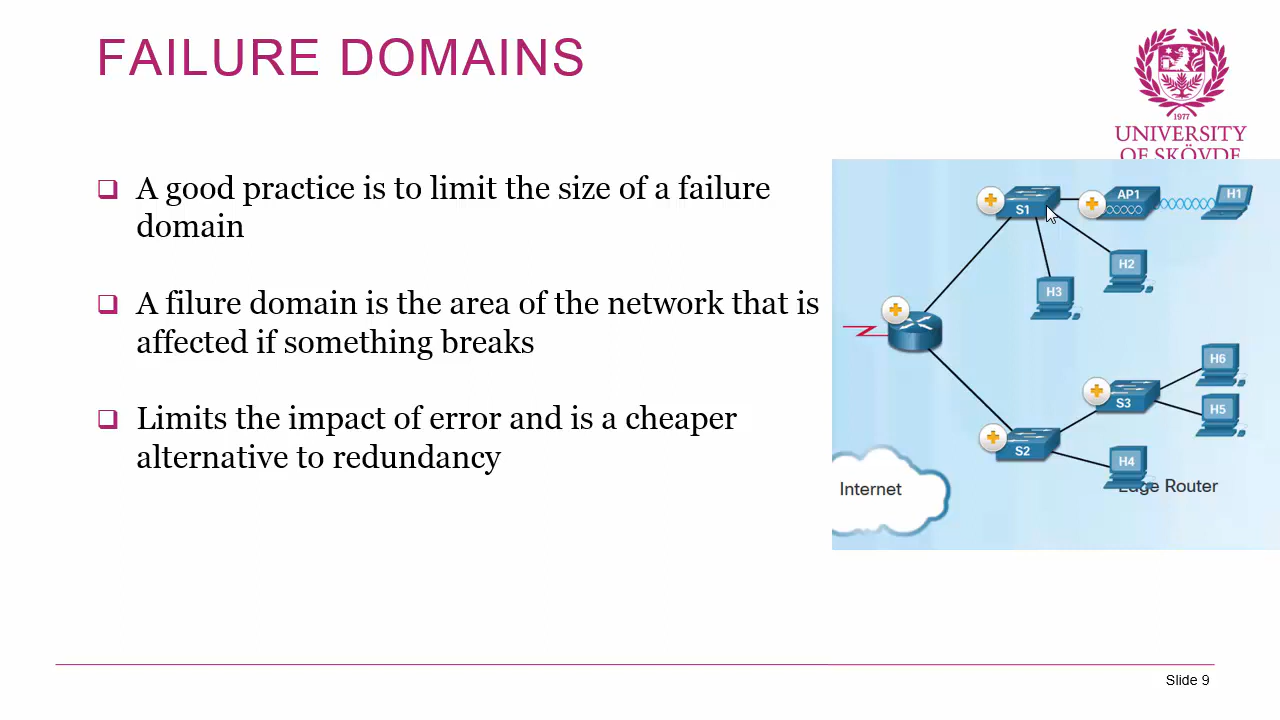 FAILURE DOMAINS
1977
UNIVERSITY
OF SKÖVDE
A good practice is to limit the size of a failure
domain
A filure domain is the area of the network that is
affected if something breaks
Limits the impact of error and is a cheaper
alternative to redundancy
S1
AP1
H1
H2
H3
H6
S3
H5
S2
H4
Internet
Edge Router
Slide 9